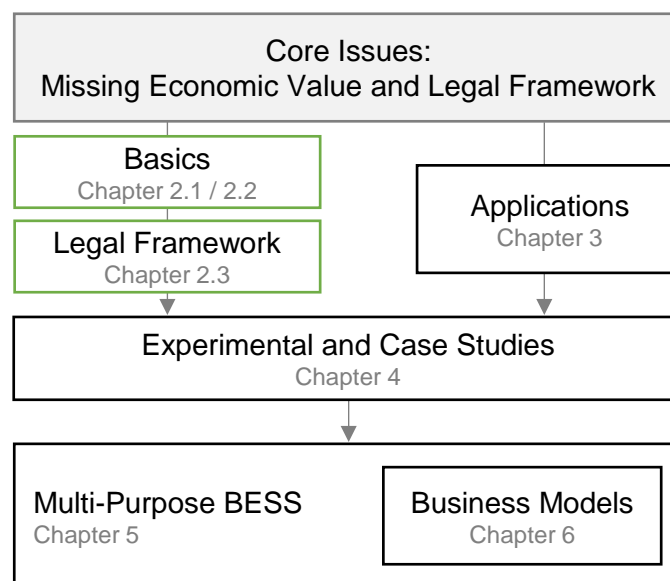 Core Issues:
Missing Economic Value and Legal Framework
Basics
Chapter 2.1 / 2.2
Legal Framework
Chapter 2.3
Applications
Chapter 3
Experimental and Case Studies
Chapter 4
Multi-Purpose BESS
Chapter 5
Business Models
Chapter 6